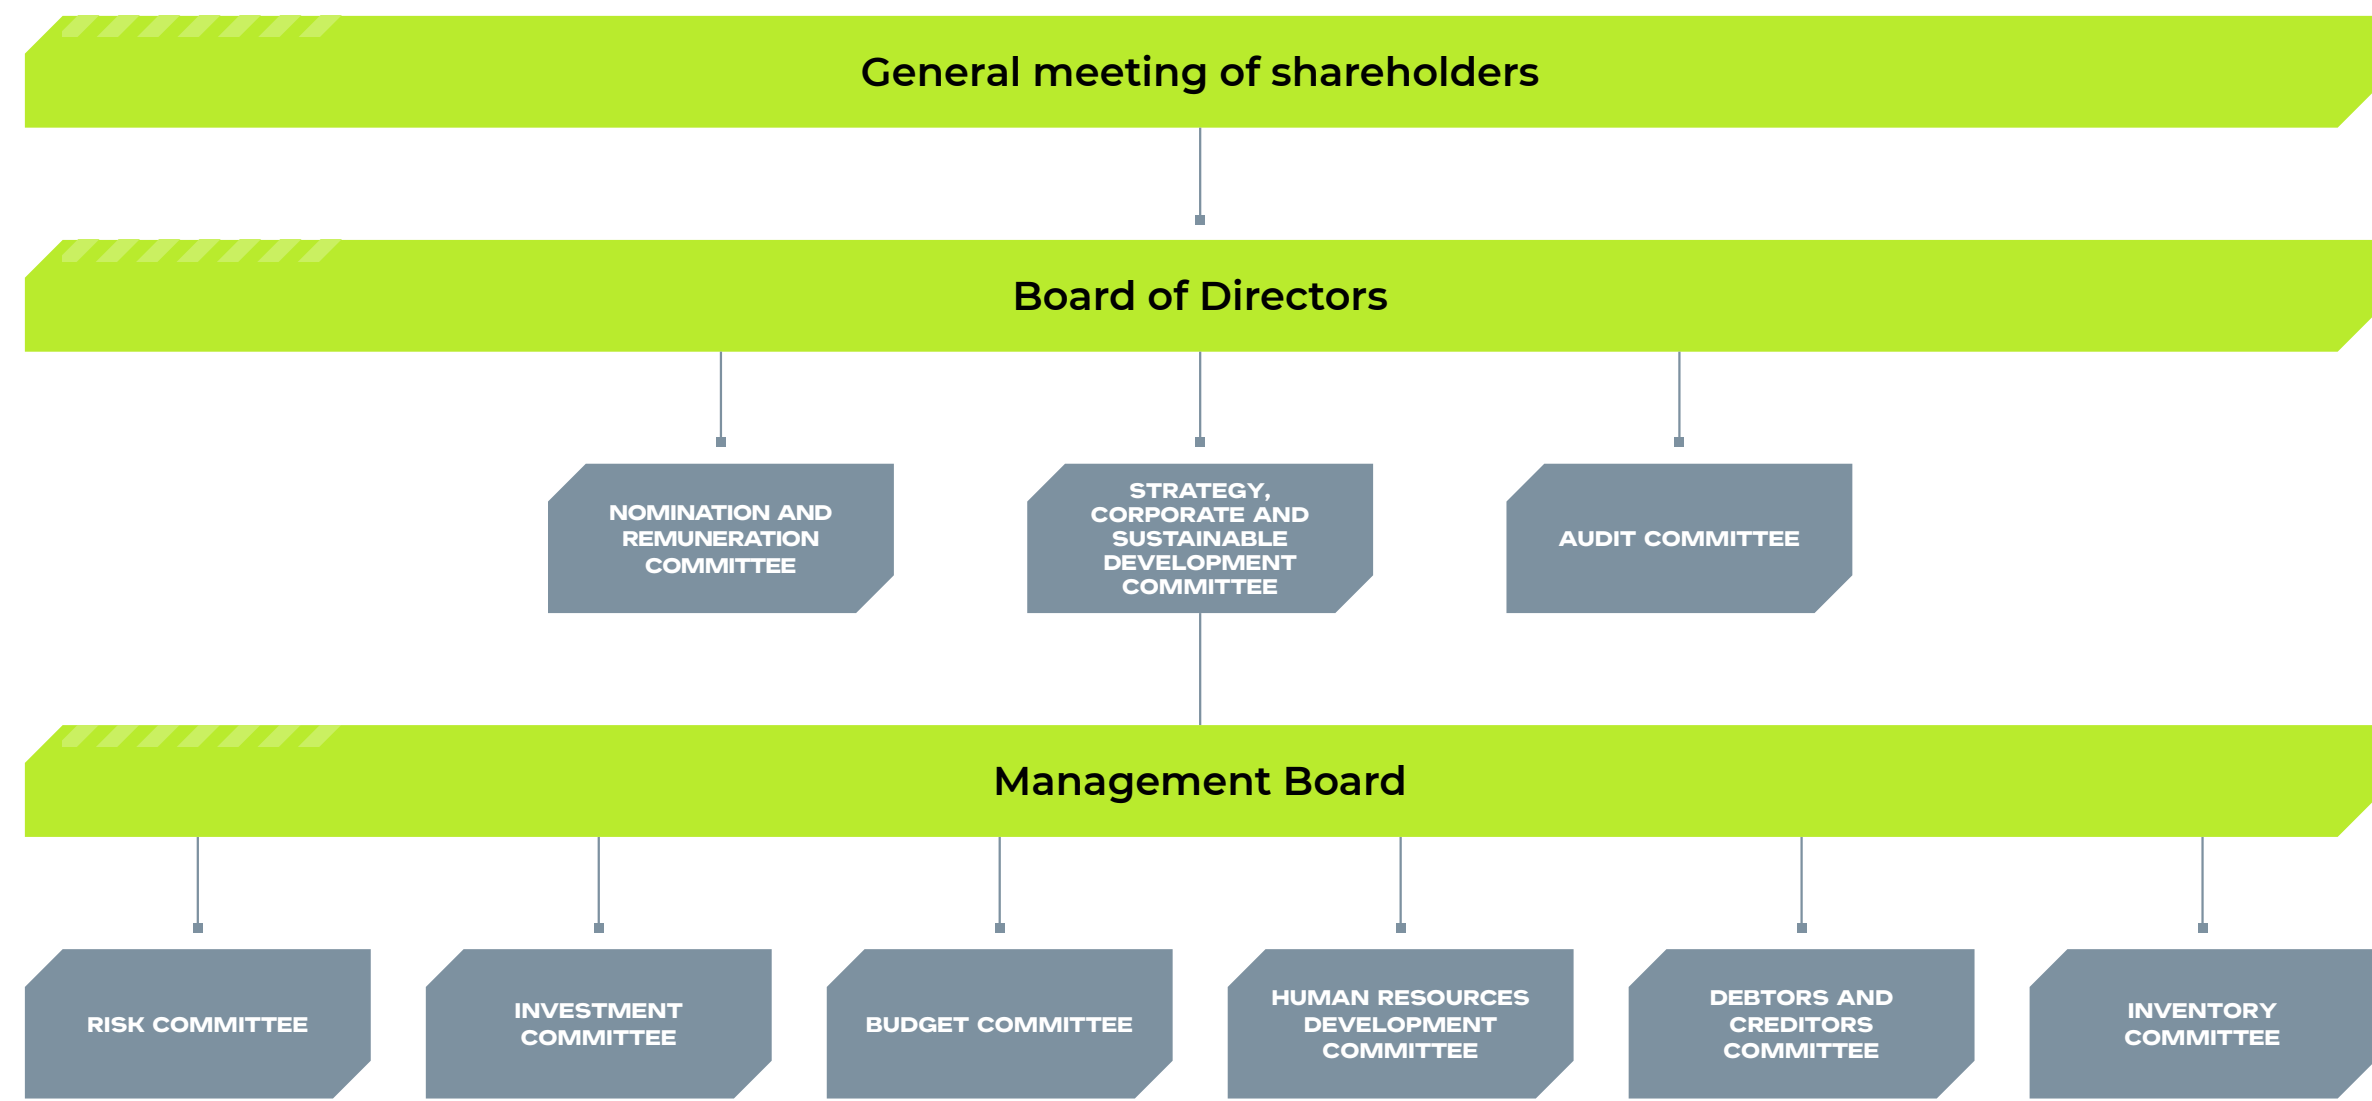 General meeting of shareholders
Board of Directors
NOMINATION AND
REMUNERATION
COMMITTEE
STRATEGY,
CORPORATE AND
SUSTAINABLE
DEVELOPMENT
COMMITTEE
AUDIT COMMITTEE
Management Board
RISK COMMITTEE
INVESTMENT
COMMITTEE
BUDGET COMMITTEE
HUMAN RESOURCES
DEVELOPMENT
COMMITTEE
DEBTORS AND
CREDITORS
COMMITTEE
INVENTORY
COMMITTEE